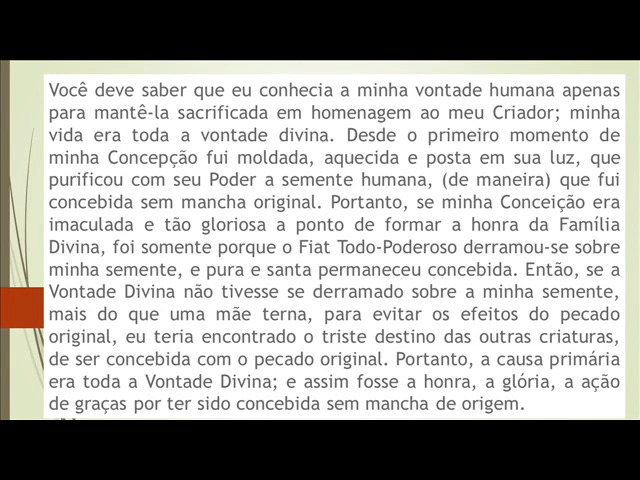 Você deve saber que eu conhecia a minha vontade humana apenas
para mantê-la sacrificada em homenagem ao meu Criador; minha
vida era toda a vontade divina. Desde o primeiro momento de
minha Concepção fui moldada, aquecida e posta em sua luz, que
purificou com seu Poder a semente humana, (de maneira) que fui
concebida sem mancha original. Portanto, se minha Conceição era
imaculada e tão gloriosa a ponto de formar a honra da Família
Divina, foi somente porque o Fiat Todo-Poderoso derramou-se sobre
minha semente, e pura e santa permaneceu concebida. Então, se a
Vontade Divina não tivesse se derramado sobre a minha semente,
mais do que uma mãe terna, para evitar os efeitos do pecado
original, eu teria encontrado o triste destino das outras criaturas,
de ser concebida com o pecado original. Portanto, a causa primária
era toda a Vontade Divina; e assim fosse a honra, a glória, a ação
de graças por ter sido concebida sem mancha de origem.